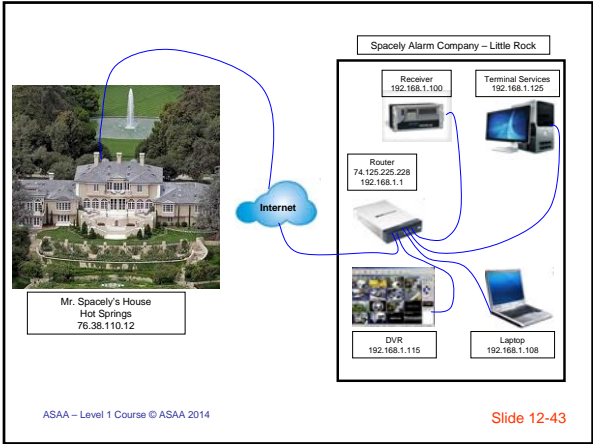 Spacely Alarm Company – Little Rock
Receiver
192.168.1.100
Terminal Services
192.168.1.125
Router
74.125.225.228
192.168.1.1
Internet
Mr. Spacely's House
Hot Springs
76.38.110.12
DVR
192.168.1.115
Laptop
192.168.1.108
ASAA – Level 1 Course © ASAA 2014
Slide 12-43